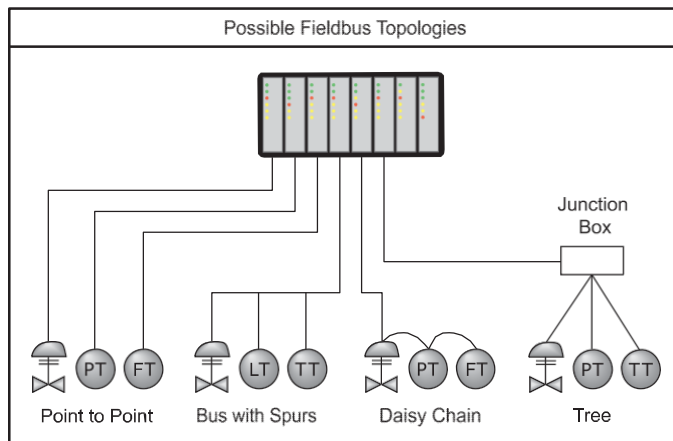 Possible Fieldbus Topologies
Junction
Box
PT
FT
LT
TT
PT
FT
PT
TT
Point to Point
Bus with Spurs
Daisy Chain
Tree